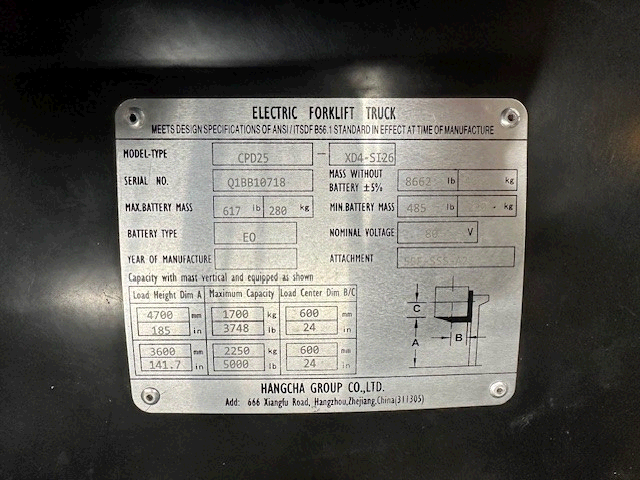 ELECTRIC FORKLIFT TRUCK
MEETS DESIGN SPECIFICATIONS OF ANSI/ITSDF B56.1 STANDARD IN EFFECT AT TIME OF MANUFACTURE
MODEL-TYPE CPD25 - XD4-SI26
SERIAL NO. Q1BB10718 MASS WITHOUT BATTERY ±5% 8662 lb kg
MAX.BATTERY MASS 617 lb 280 kg MIN.BATTERY MASS 485 lb kg
BATTERY TYPE EO NOMINAL VOLTAGE 80 V
YEAR OF MANUFACTURE ATTACHMENT
Capacity with mast vertical and equipped as shown
Load Height Dim A Maximum Capacity Load Center Dim B/C
4700 mm 1700 kg 600 mm
185 in 3748 lb 24 in
3600 mm 2250 kg 600 mm
141.7 in 5000 lb 24 in
C
A
B
HANGCHA GROUP CO.,LTD.
Add: 666 Xiangfu Road, Hangzhou,Zhejiang,China(311305)